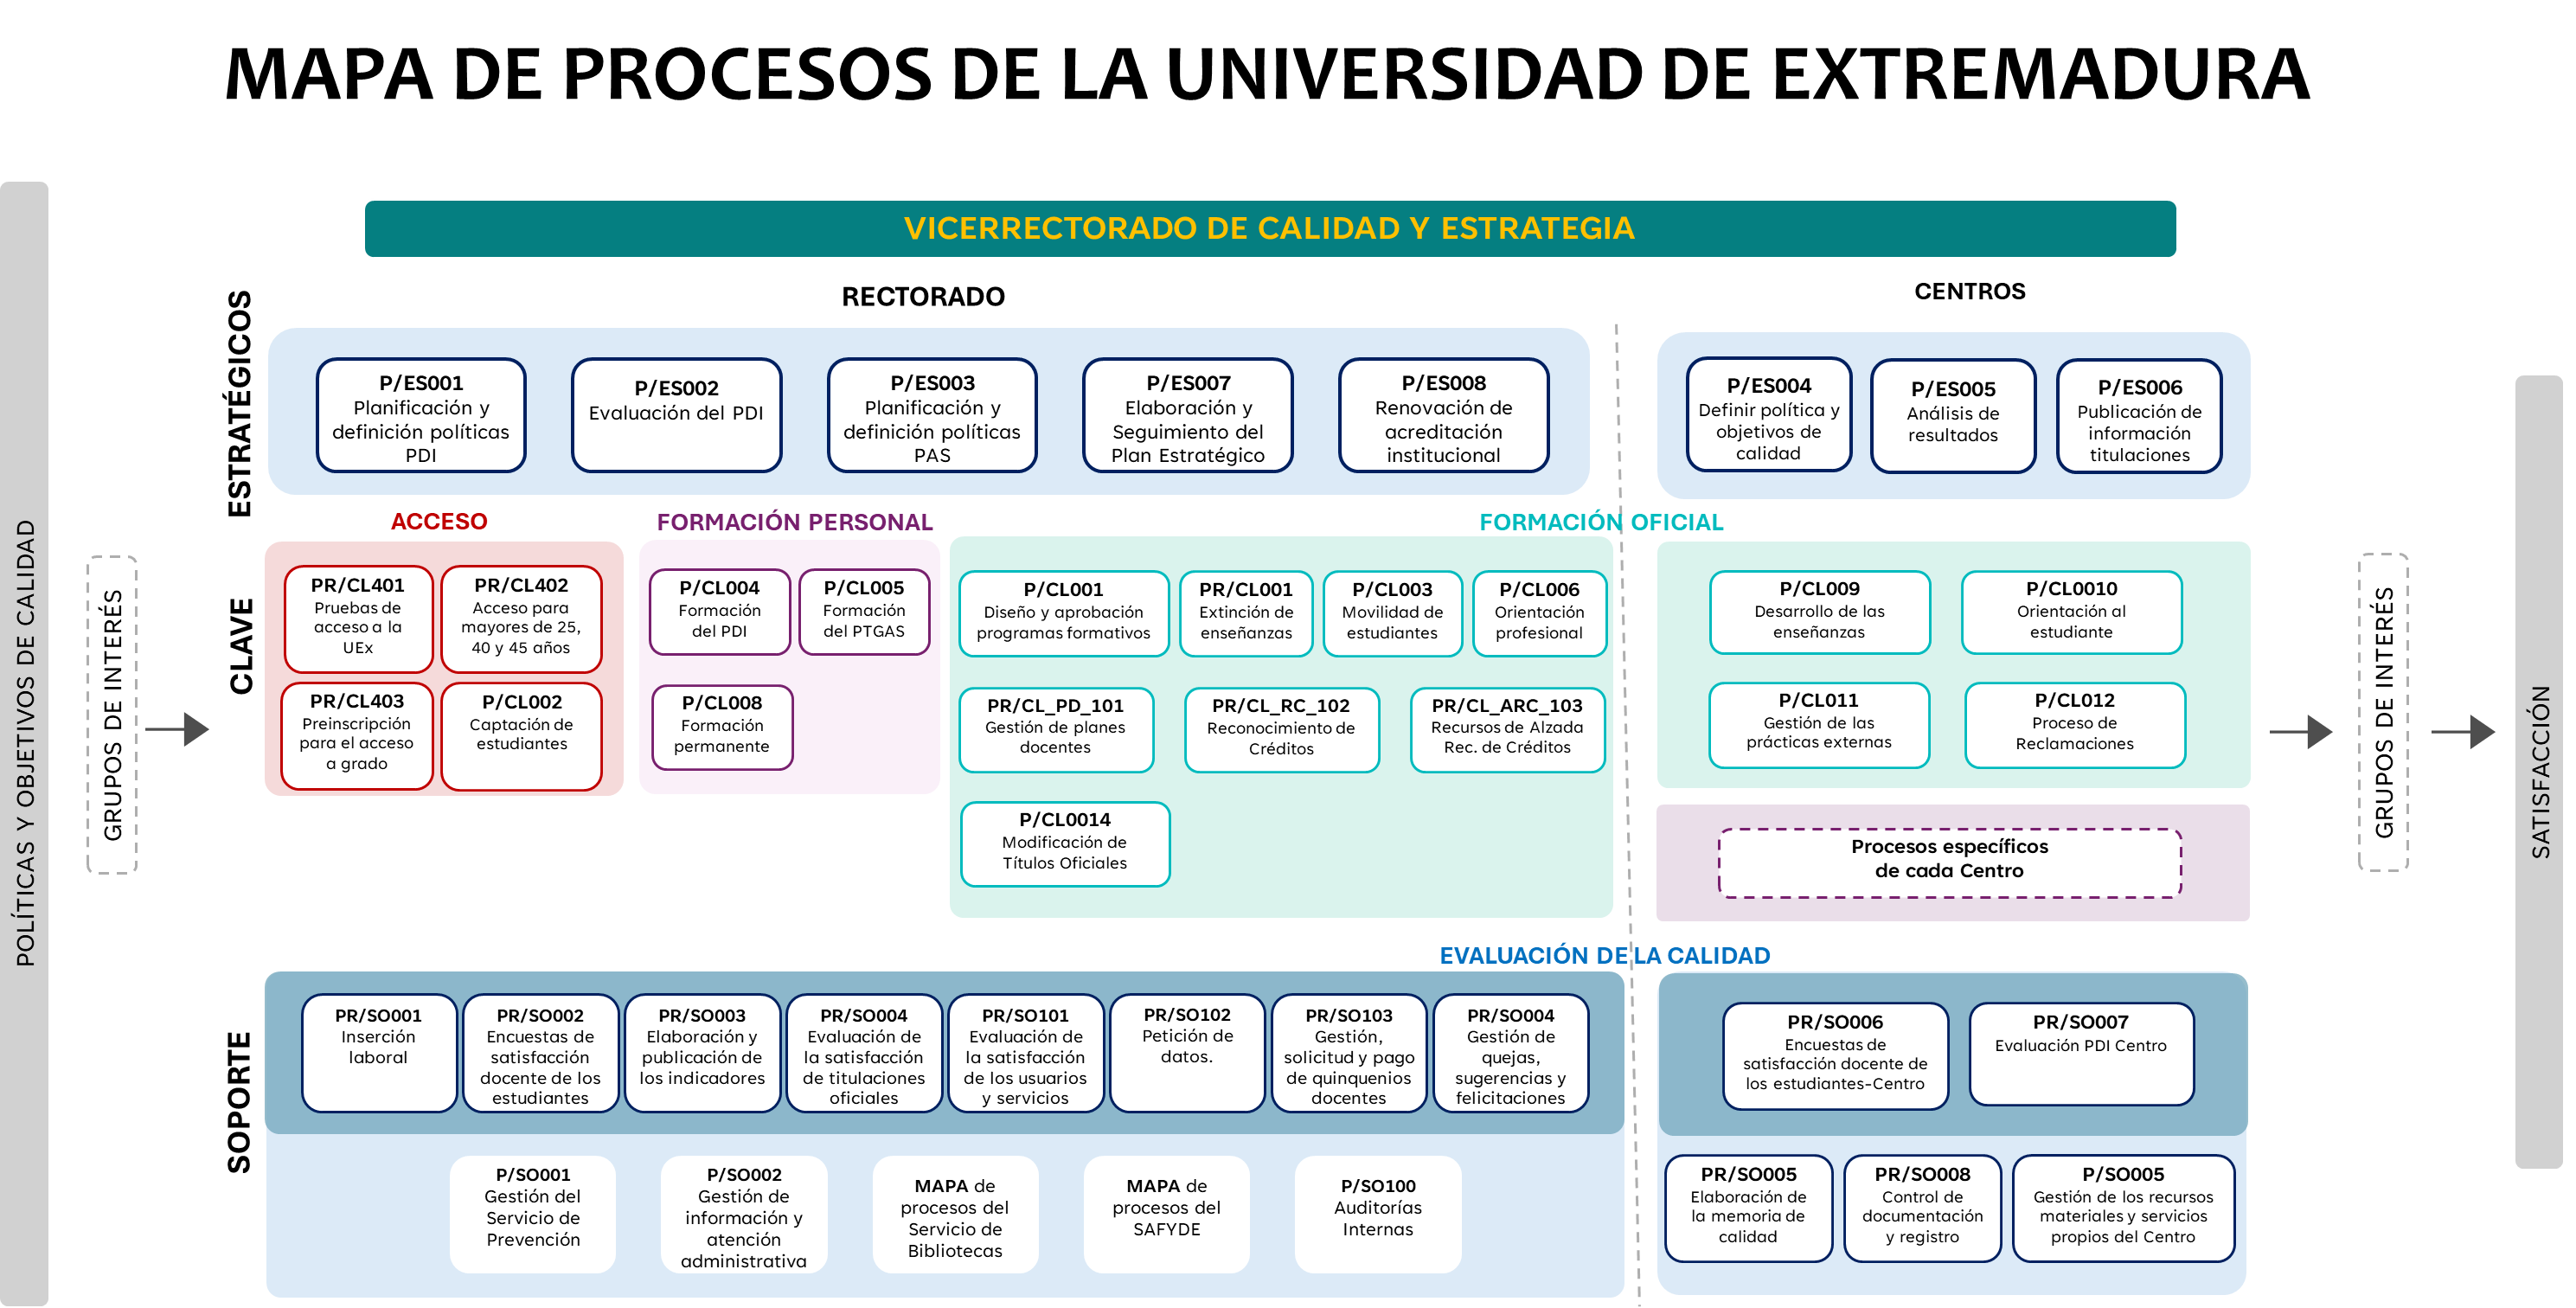 MAPA DE PROCESOS DE LA UNIVERSIDAD DE EXTREMADURA
VICERRECTORADO DE CALIDAD Y ESTRATEGIA
POLÍTICAS Y OBJETIVOS DE CALIDAD
GRUPOS DE INTERÉS
RECTORADO
CENTROS
ESTRATÉGICOS
P/ES001
Planificación y
definición políticas
PDI
P/ES002
Evaluación del PDI
P/ES003
Planificación y
definición políticas
PAS
P/ES007
Elaboración y
Seguimiento del
Plan Estratégico
P/ES008
Renovación de
acreditación
institucional
P/ES004
Definir política y
objetivos de
calidad
P/ES005
Análisis de
resultados
P/ES006
Publicación de
información
titulaciones
CLAVE
ACCESO
PR/CL401
Pruebas de
acceso a la
UEx
PR/CL402
Acceso para
mayores de 25,
40 y 45 años
PR/CL403
Preinscripción
para el acceso
a grado
P/CL002
Captación de
estudiantes
FORMACIÓN PERSONAL
P/CL004
Formación
del PDI
P/CL005
Formación
del PTGAS
P/CL008
Formación
permanente
FORMACIÓN OFICIAL
P/CL001
Diseño y aprobación
programas formativos
PR/CL001
Extinción de
enseñanzas
P/CL003
Movilidad de
estudiantes
P/CL006
Orientación
profesional
PR/CL_PD_101
Gestión de planes
docentes
PR/CL_RC_102
Reconocimiento de
Créditos
PR/CL_ARC_103
Recursos de Alzada
Rec. de Créditos
P/CL0014
Modificación de
Títulos Oficiales
P/CL009
Desarrollo de las
enseñanzas
P/CL0010
Orientación al
estudiante
P/CL011
Gestión de las
prácticas externas
P/CL012
Proceso de
Reclamaciones
Procesos específicos
de cada Centro
SOPORTE
EVALUACIÓN DE LA CALIDAD
PR/SO001
Inserción
laboral
PR/SO002
Encuestas de
satisfacción
docente de los
estudiantes
PR/SO003
Elaboración y
publicación de
los indicadores
PR/SO004
Evaluación de
la satisfacción
de titulaciones
oficiales
PR/SO101
Evaluación de
la satisfacción
de los usuarios
y servicios
PR/SO102
Petición de
datos.
PR/SO103
Gestión,
solicitud y pago
de quinquenios
docentes
PR/SO004
Gestión de
quejas,
sugerencias y
felicitaciones
PR/SO006
Encuestas de
satisfacción docente de
los estudiantes-Centro
PR/SO007
Evaluación PDI Centro
P/SO001
Gestión del
Servicio de
Prevención
P/SO002
Gestión de
información y
atención
administrativa
MAPA de
procesos del
Servicio de
Bibliotecas
MAPA de
procesos del
SAFYDE
P/SO100
Auditorías
Internas
PR/SO005
Elaboración de
la memoria de
calidad
PR/SO008
Control de
documentación
y registro
P/SO005
Gestión de los recursos
materiales y servicios
propios del Centro
GRUPOS DE INTERÉS
SATISFACCIÓN